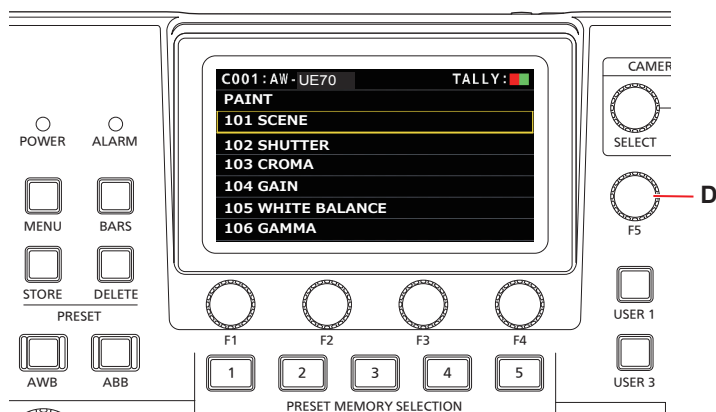 CAMER
C001:AW-UE70 TALLY:
PAINT
101 SCENE
102 SHUTTER
103 CROMA
104 GAIN
105 WHITE BALANCE
106 GAMMA
POWER ALARM
SELECT
D
MENU BARS
F5
STORE DELETE
PRESET
USER 1
F1 F2 F3 F4
1 2 3 4 5
AWB ABB
USER 3
PRESET MEMORY SELECTION